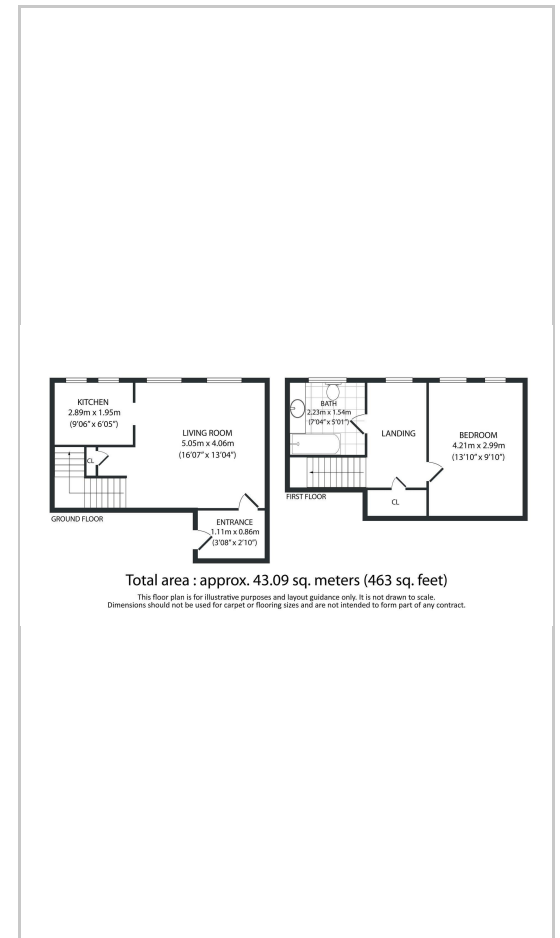 KITCHEN
2.89m x 1.95m
(9'06" x 6'05")
LIVING ROOM
5.05m x 4.06m
(16'07" x 13'04")
CL
ENTRANCE
1.11m x 0.86m
(3'08" x 2'10")
GROUND FLOOR
BATH
2.23m x 1.54m
(7'04" x 5'01")
LANDING
BEDROOM
4.21m x 2.99m
(13'10" x 9'10")
CL
FIRST FLOOR
Total area : approx. 43.09 sq. meters (463 sq. feet)
This floor plan is for illustrative purposes and layout guidance only. It is not drawn to scale.
Dimensions should not be used for carpet or flooring sizes and are not intended to form part of any contract.